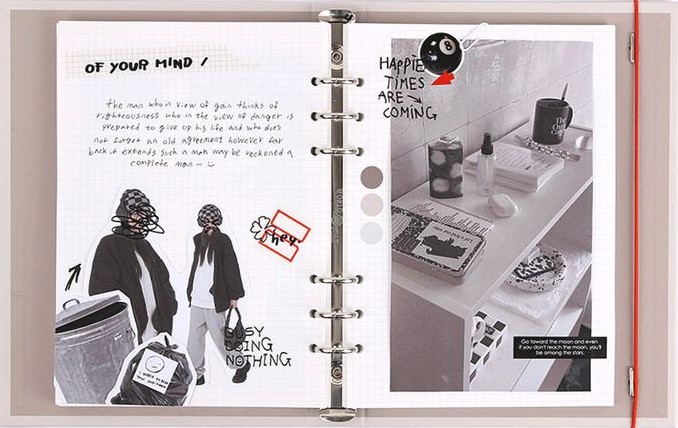 OF YOUR MIND /
the man who in view of gain thinks of
righteousness who in the view of danger is
prepared to give up his life and who does
not forget an old agreement however far
back it extends such a man may be reckoned a
complete man
hey.
BUSY
DOING
NOTHING
8
HAPPIE
TIMES
ARE
COMING
The
Go toward the moon and even
if you don't reach the moon, you'll
be among the stars.